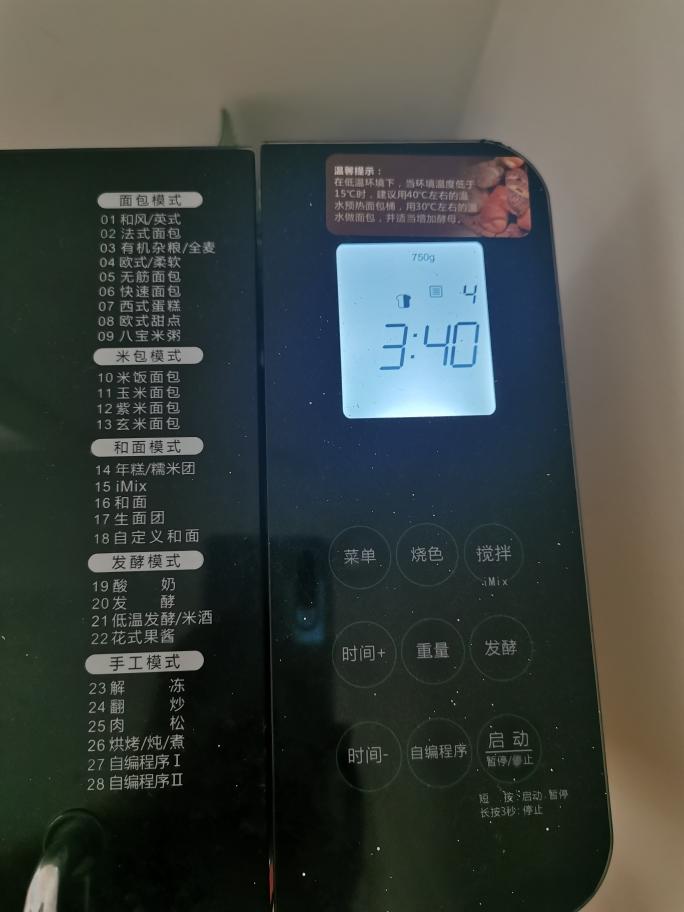 面包模式
01 和风/英式
02 法式面包
03 有机杂粮/全麦
04 欧式/柔软
05 无筋面包
06 快速面包
07 西式蛋糕
08 欧式甜点
09 八宝米粥
米包模式
10 米饭面包
11 玉米面包
12 紫米面包
13 玄米面包
和面模式
14 年糕/糯米团
15 iMix
16 和面
17 生面团
18 自定义和面
发酵模式
19 酸 奶
20 发 酵
21 低温发酵/米酒
22 花式果酱
手工模式
23 解 冻
24 翻 炒
25 肉 松
26 烘烤/炖/煮
27 自编程序Ⅰ
28 自编程序Ⅱ
温馨提示：
在低温环境下，当环境温度低于
15℃时，建议用40℃左右的温
水预热面包桶，用30℃左右的温
水做面包，并适当增加酵母。
750g
4
3:40
菜单 烧色 搅拌
iMix
时间+ 重量 发酵
时间- 自编程序 启动
暂停/停止
短 按:启动 暂停
长按3秒: 停止